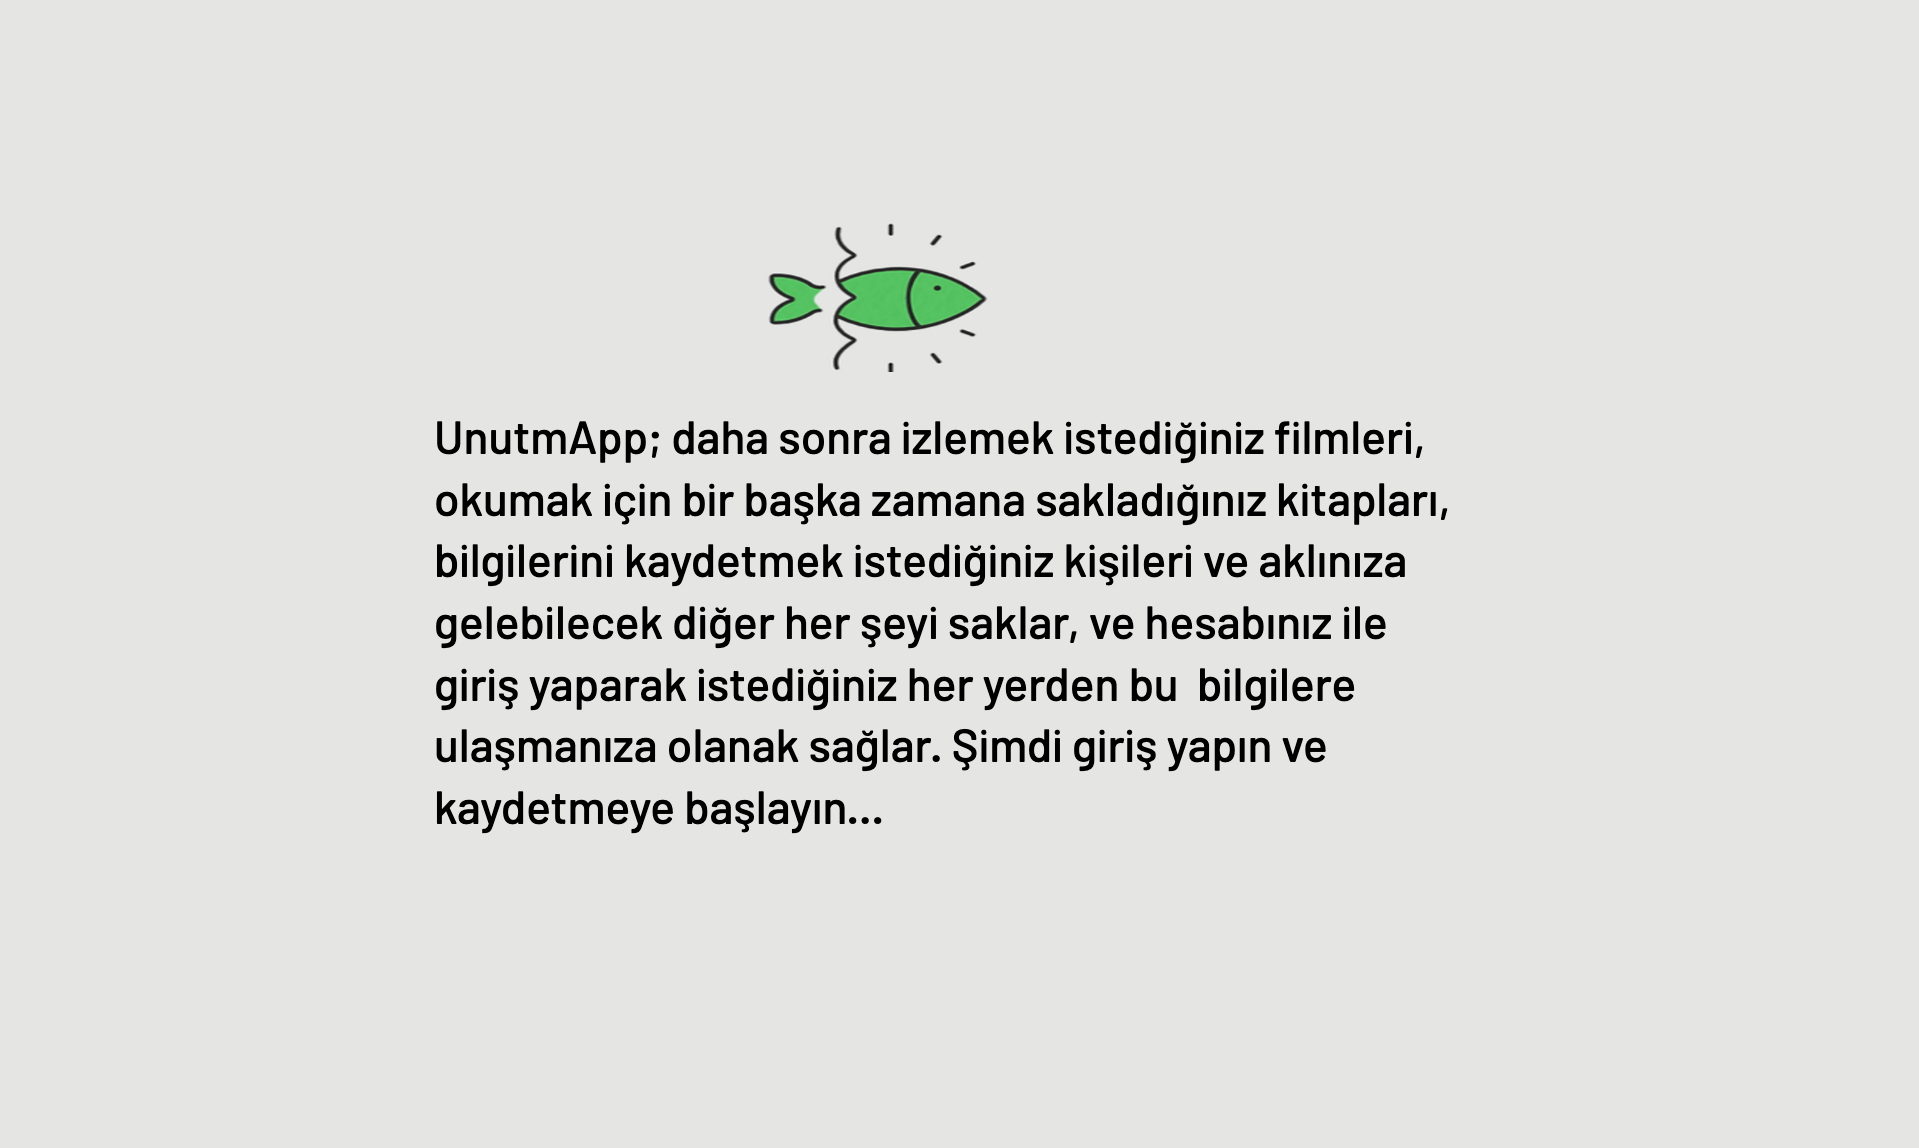 UnutmApp; daha sonra izlemek istediğiniz filmleri,
okumak için bir başka zamana sakladığınız kitapları,
bilgilerini kaydetmek istediğiniz kişileri ve aklınıza
gelebilecek diğer her şeyi saklar, ve hesabınız ile
giriş yaparak istediğiniz her yerden bu  bilgilere
ulaşmanıza olanak sağlar. Şimdi giriş yapın ve
kaydetmeye başlayın...